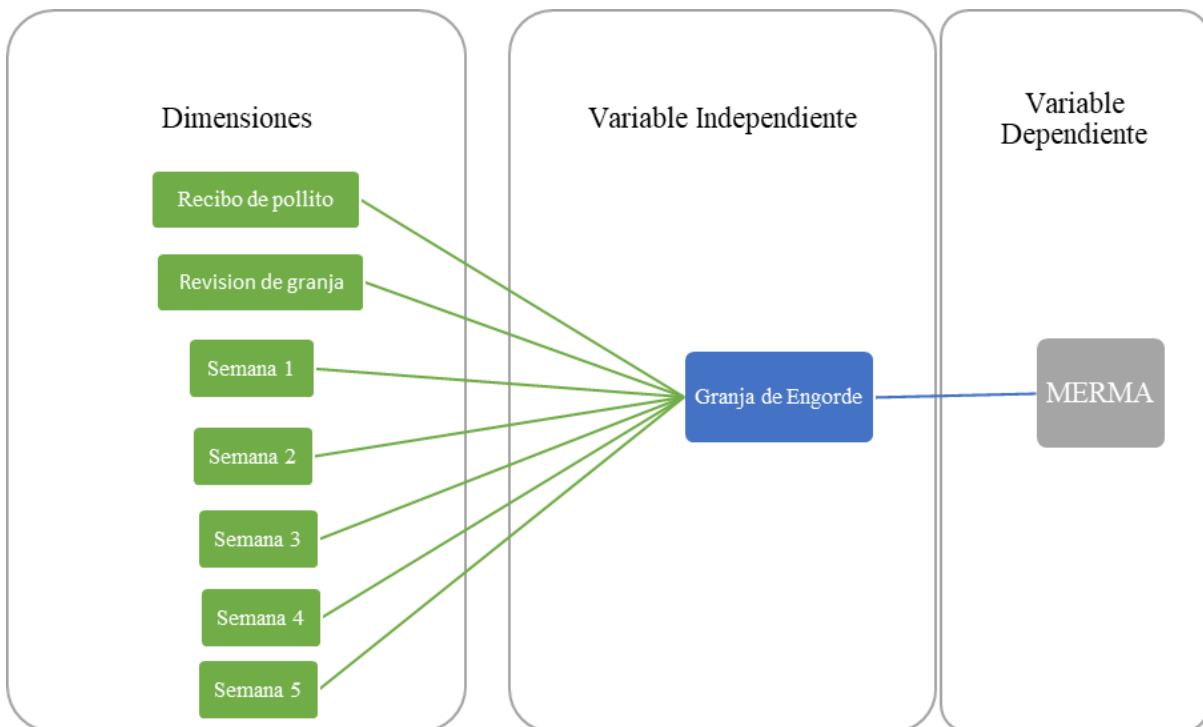 Dimensiones
Recibo de pollito
Revision de granja
Semana 1
Semana 2
Semana 3
Semana 4
Semana 5
Variable Independiente
Granja de Engorde
Variable
Dependiente
MERMA